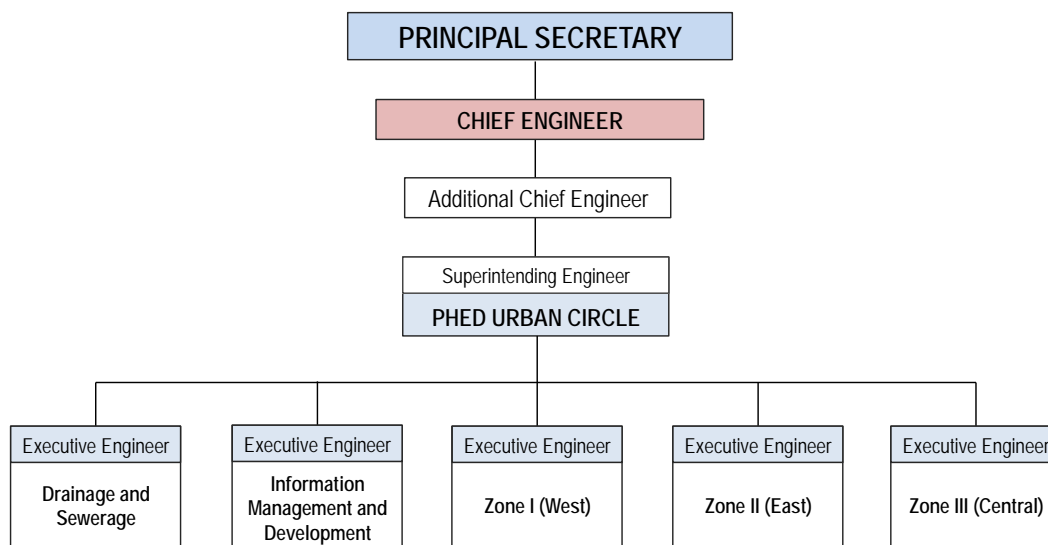 PRINCIPAL SECRETARY
CHIEF ENGINEER
Additional Chief Engineer
Superintending Engineer
PHED URBAN CIRCLE
Executive Engineer
Drainage and
Sewerage
Executive Engineer
Information
Management and
Development
Executive Engineer
Zone I (West)
Executive Engineer
Zone II (East)
Executive Engineer
Zone III (Central)